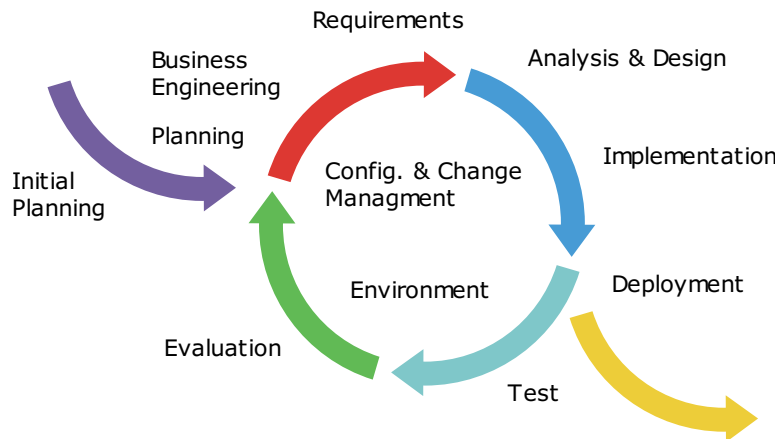 Requirements
Business
Engineering
Analysis & Design
Planning
Implementation
Initial
Planning
Config. & Change
Managment
Environment
Deployment
Evaluation
Test